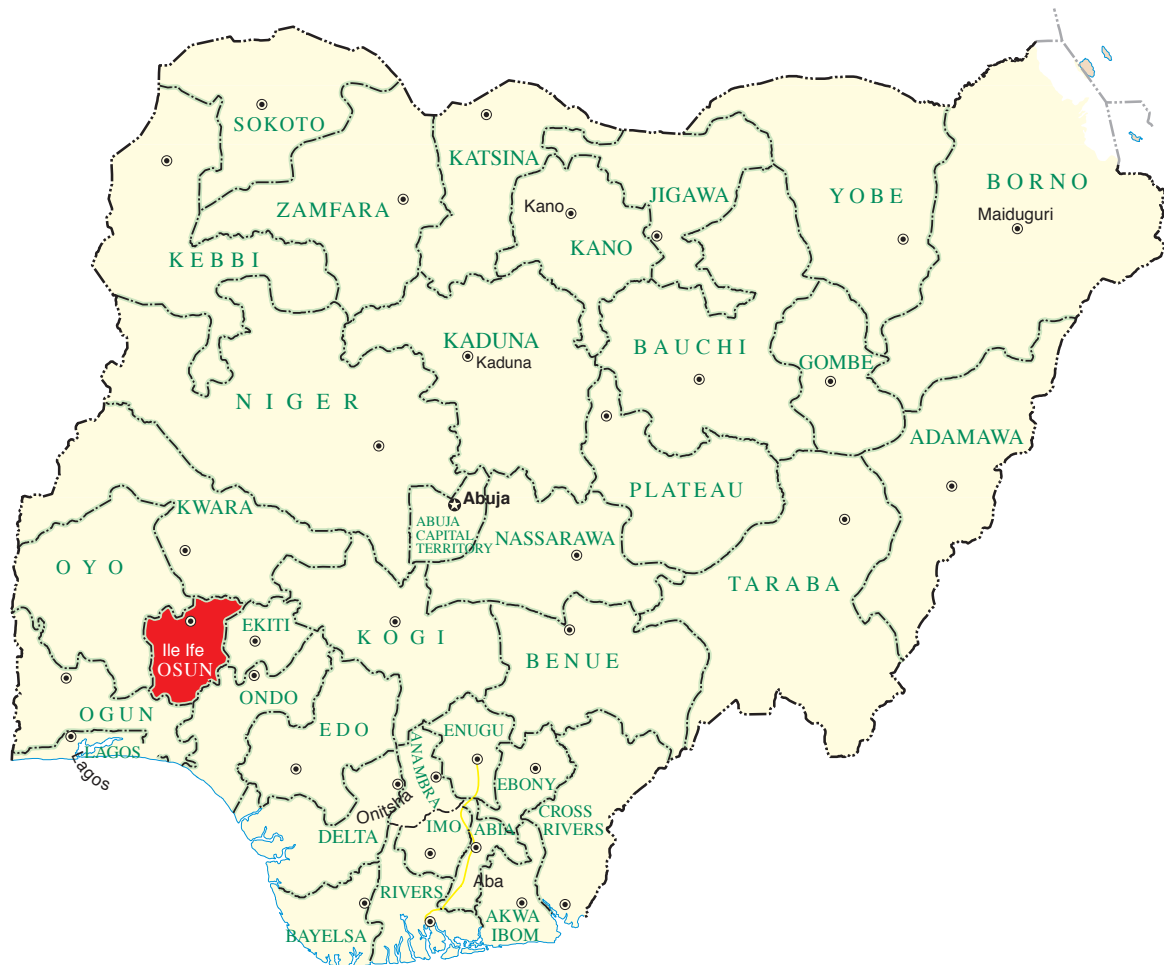 SOKOTO
KATSINA
ZAMFARA
Kano
JIGAWA
YOBE
BORNO
Maiduguri
KANO
KEBBI
KADUNA
Kaduna
BAUCHI
GOMBE
NIGER
ADAMAWA
Abuja
PLATEAU
KWARA
ABUJA
CAPITAL
TERRITORY
NASSARAWA
OYO
TARABA
EKITI
KOGI
Ile Ife
OSUN
BENUE
ONDO
OGUN
EDO
ENUGU
LAGOS
Lagos
ANAMBRA
EBONY
Onitsha
CROSS
RIVERS
DELTA
IMO
ABIA
Aba
RIVERS
AKWA
IBOM
BAYELSA